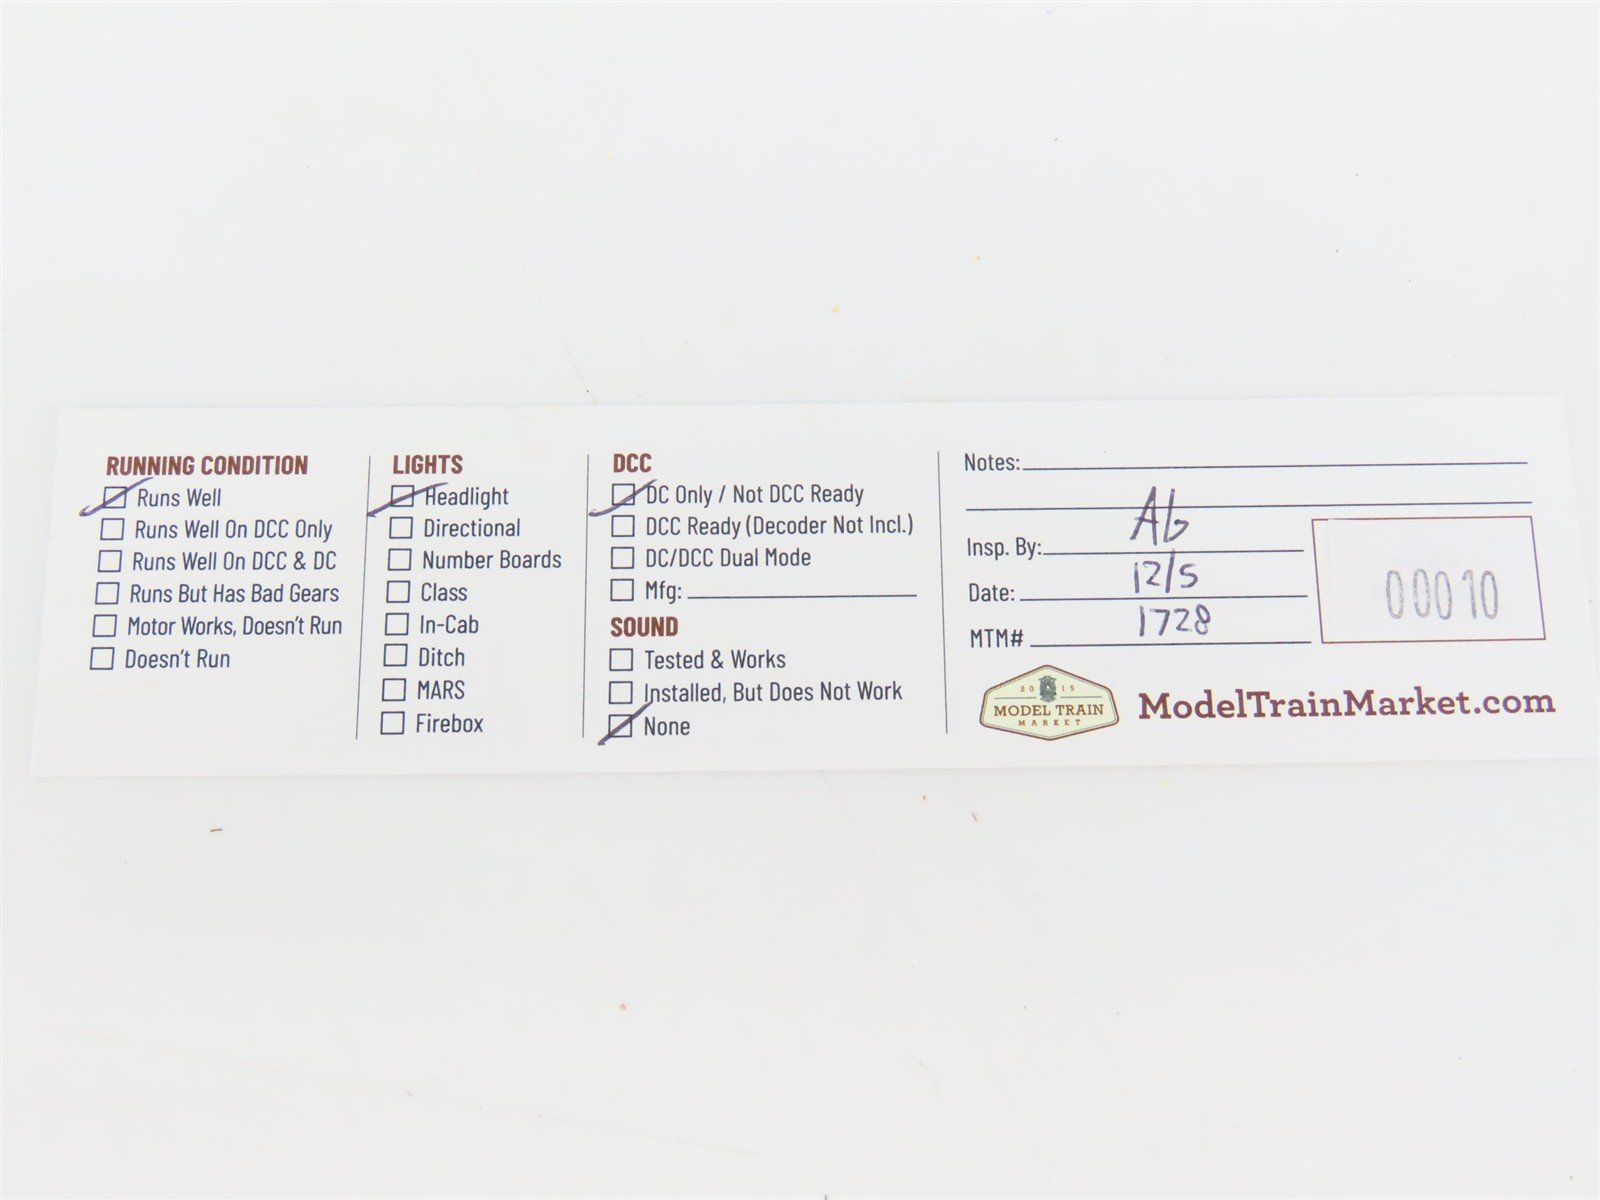 RUNNING CONDITION
Runs Well
Runs Well On DCC Only
Runs Well On DCC & DC
Runs But Has Bad Gears
Motor Works, Doesn't Run
Doesn't Run
LIGHTS
Headlight
Directional
Number Boards
Class
In-Cab
Ditch
MARS
Firebox
DCC
DC Only / Not DCC Ready
DCC Ready (Decoder Not Incl.)
DC/DCC Dual Mode
Mfg:
SOUND
Tested & Works
Installed, But Does Not Work
None
Notes:
Insp. By:
Date: 12/5
MTM# 1728
00010
20 15
MODEL TRAIN
MARKET
ModelTrainMarket.com